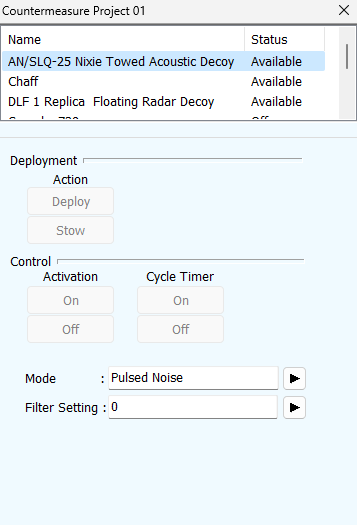 Countermeasure Project 01
Name Status
AN/SLQ-25 Nixie Towed Acoustic Decoy Available
Chaff Available
DLF 1 Replica  Floating Radar Decoy Available
Deployment
Action
Deploy
Stow
Control
Activation Cycle Timer
On On
Off Off
Mode : Pulsed Noise
Filter Setting : 0